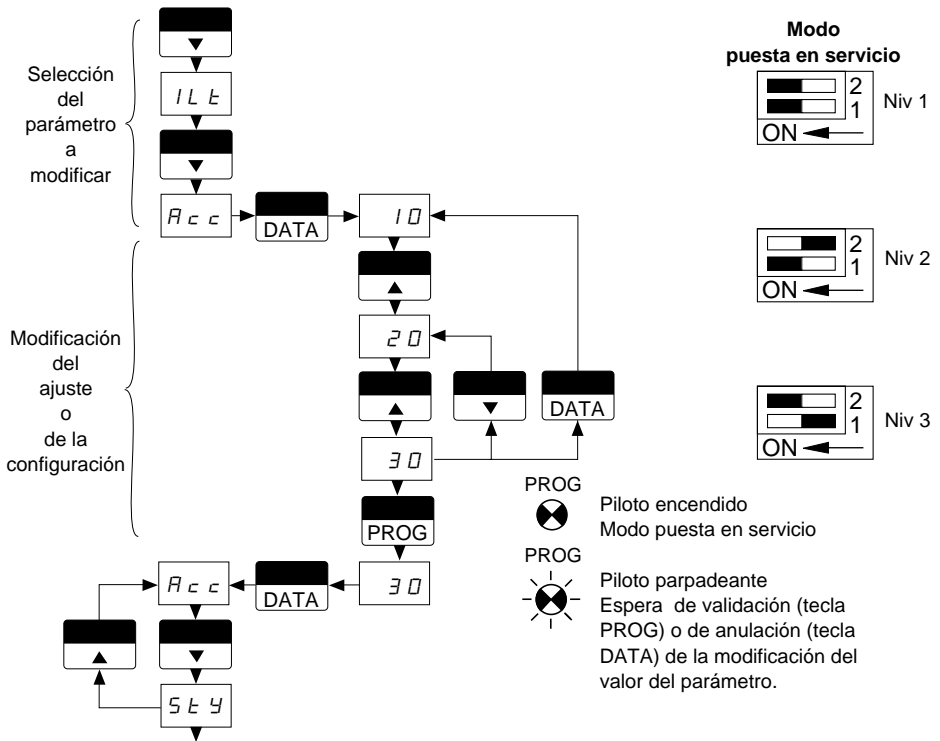 Selección
del
parámetro
a
modificar
ILt
Acc
DATA
10
20
30
DATA
PROG
30
DATA
Acc
StY
Modificación
del
ajuste
o
de la
configuración
Modo
puesta en servicio
2
1
ON
Niv 1
2
1
ON
Niv 2
2
1
ON
Niv 3
PROG
Piloto encendido
Modo puesta en servicio
PROG
Piloto parpadeante
Espera de validación (tecla
PROG) o de anulación (tecla
DATA) de la modificación del
valor del parámetro.